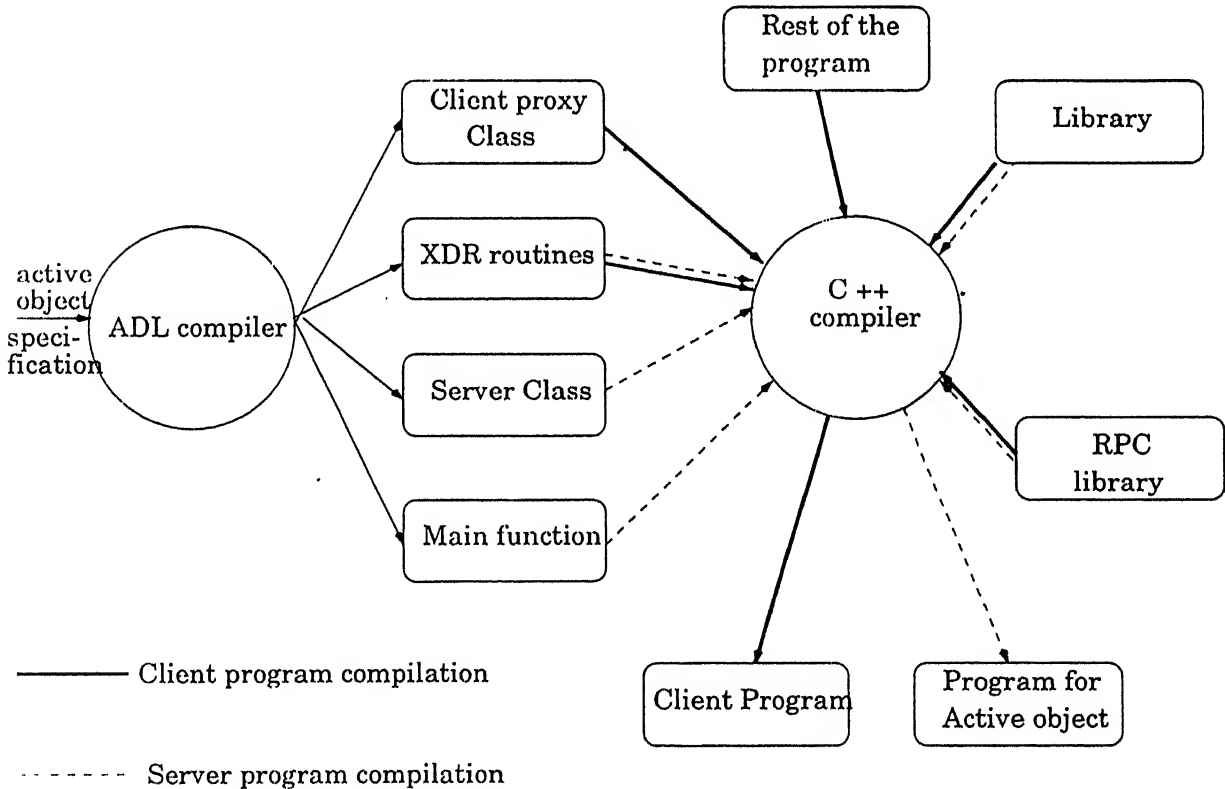 Rest of the
program
Client proxy
Class
Library
XDR routines
active
object
speci-
fication
ADL compiler
C ++
compiler
Server Class
RPC
library
Main function
Client program compilation
Client Program
Program for
Active object
Server program compilation